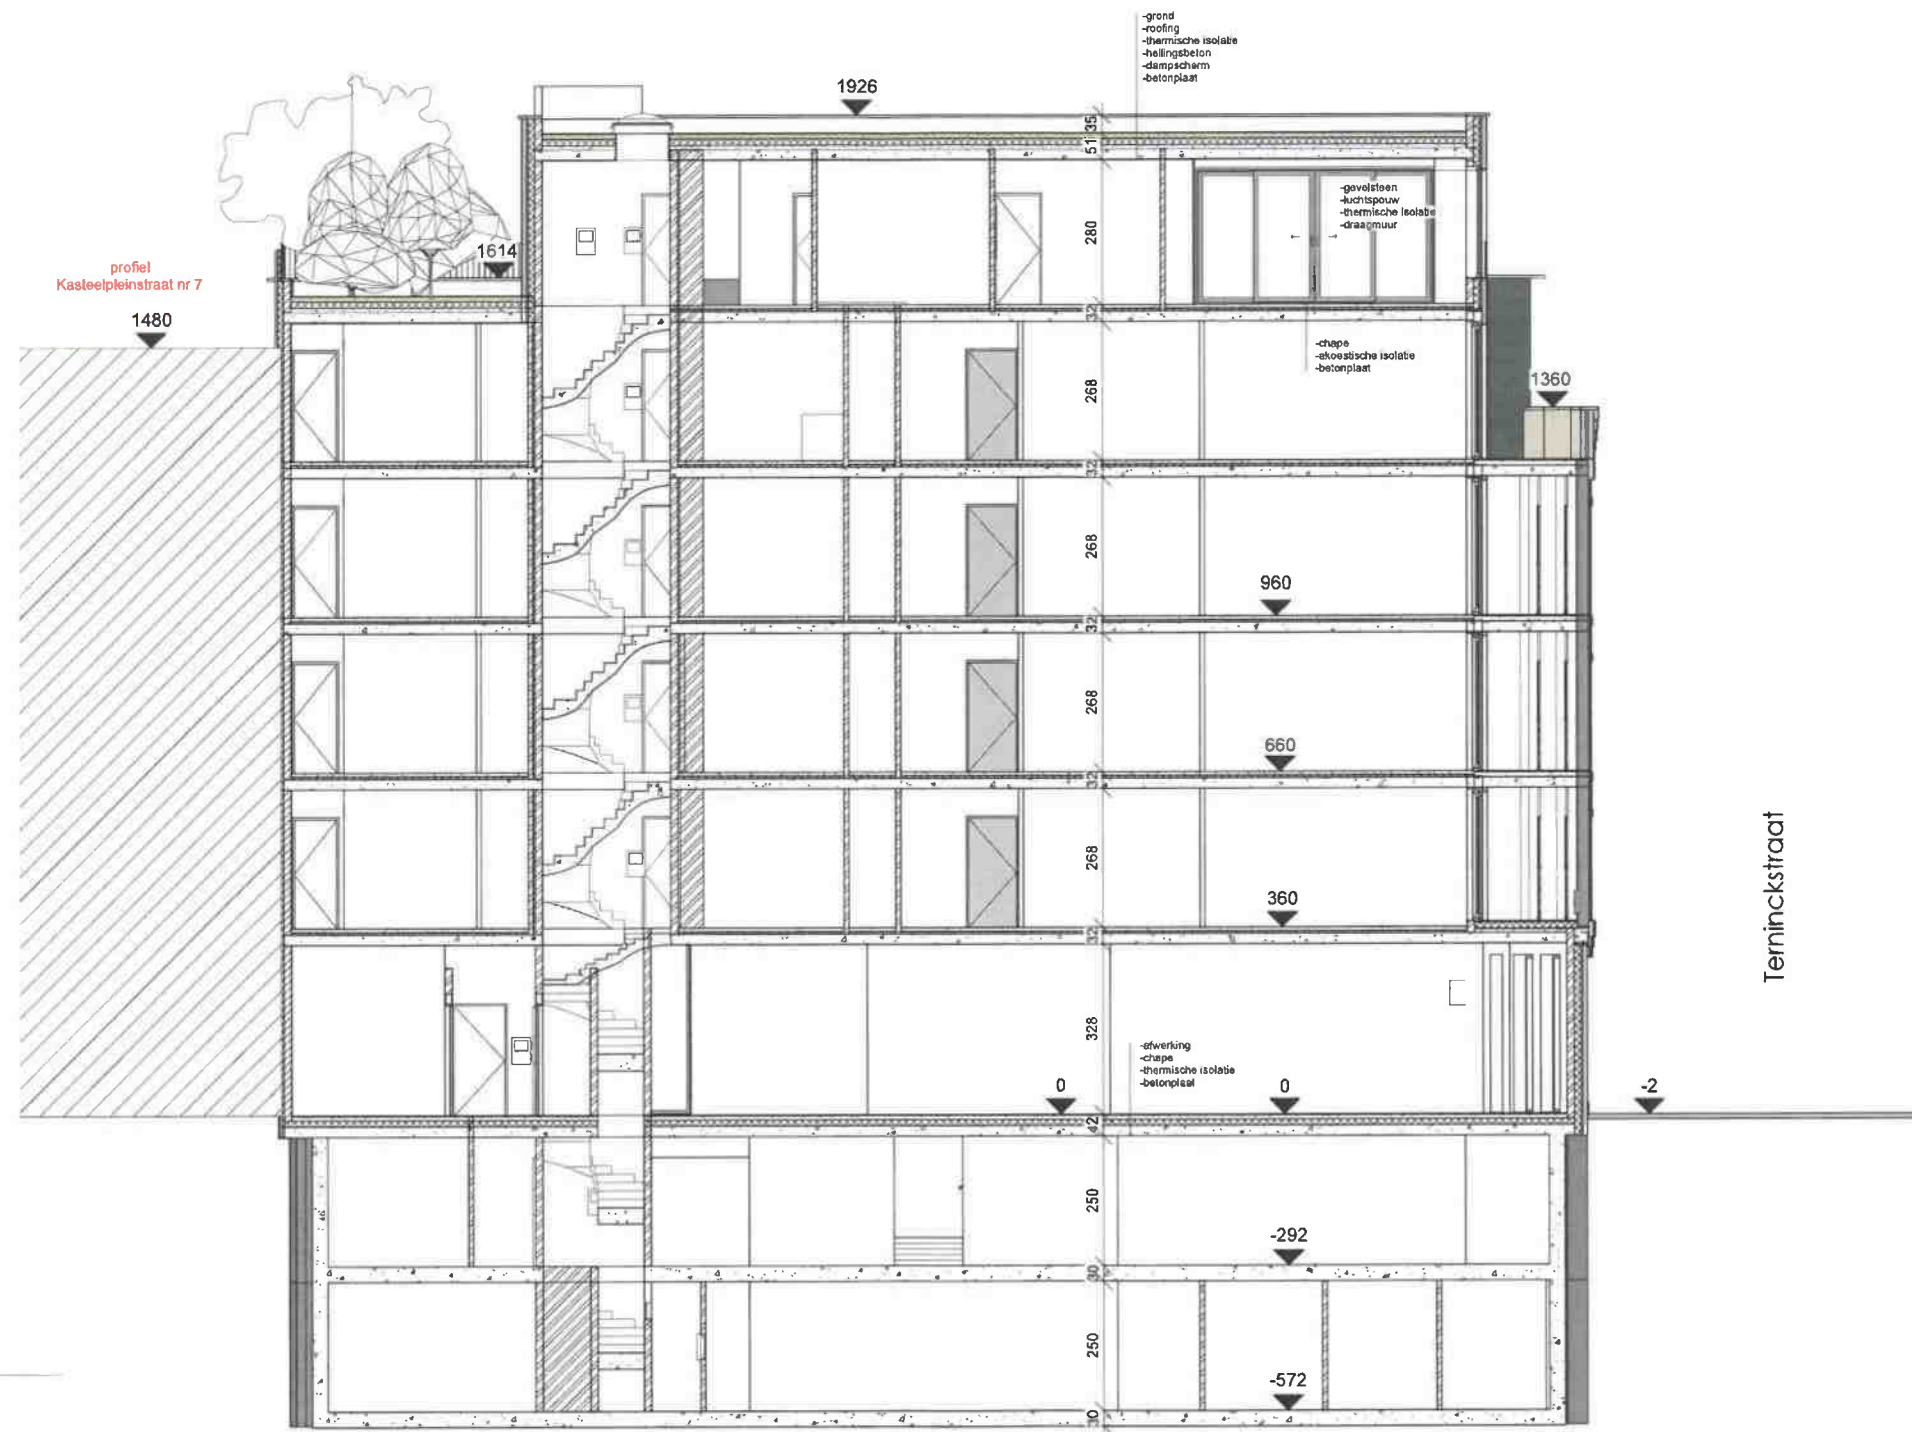 -grond
-roofing
-thermische isolatie
-hellingsbeton
-dampscherm
-betonplaat
1926
35
51
-gevelsteen
-luchtspouw
-thermische isolatie
-draagmuur
280
1614
profiel
Kasteelpleinstraat nr 7
1480
32
-chape
-akoestische isolatie
-betonplaat
1360
268
32
268
960
32
268
660
32
268
360
32
Terninckstraat
328
-afwerking
-chape
-thermische isolatie
-betonplaat
0
0
-2
42
250
-292
30
250
-572
30